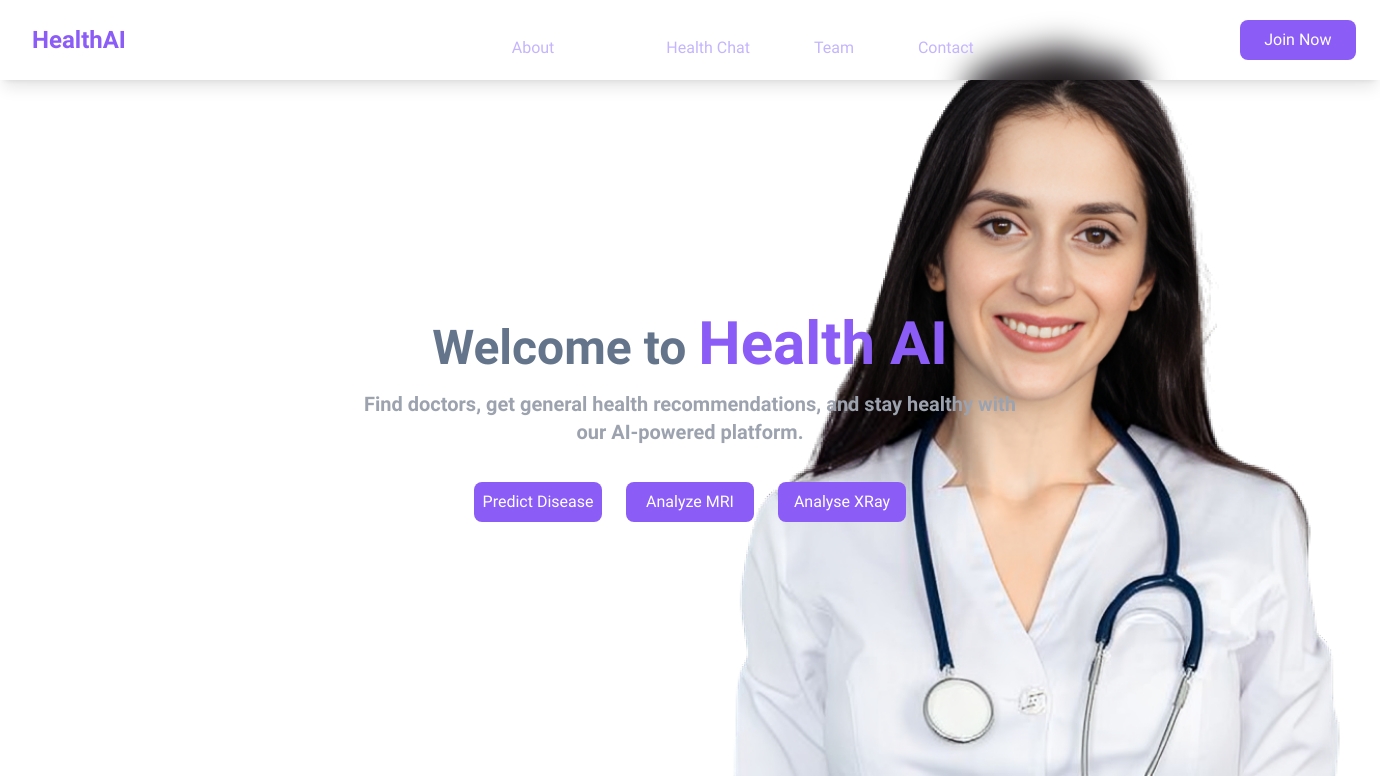 HealthAI
About
Health Chat
Team
Contact
Join Now
Welcome to Health AI
Find doctors, get general health recommendations, and stay healthy with
our AI-powered platform.
Predict Disease
Analyze MRI
Analyse XRay